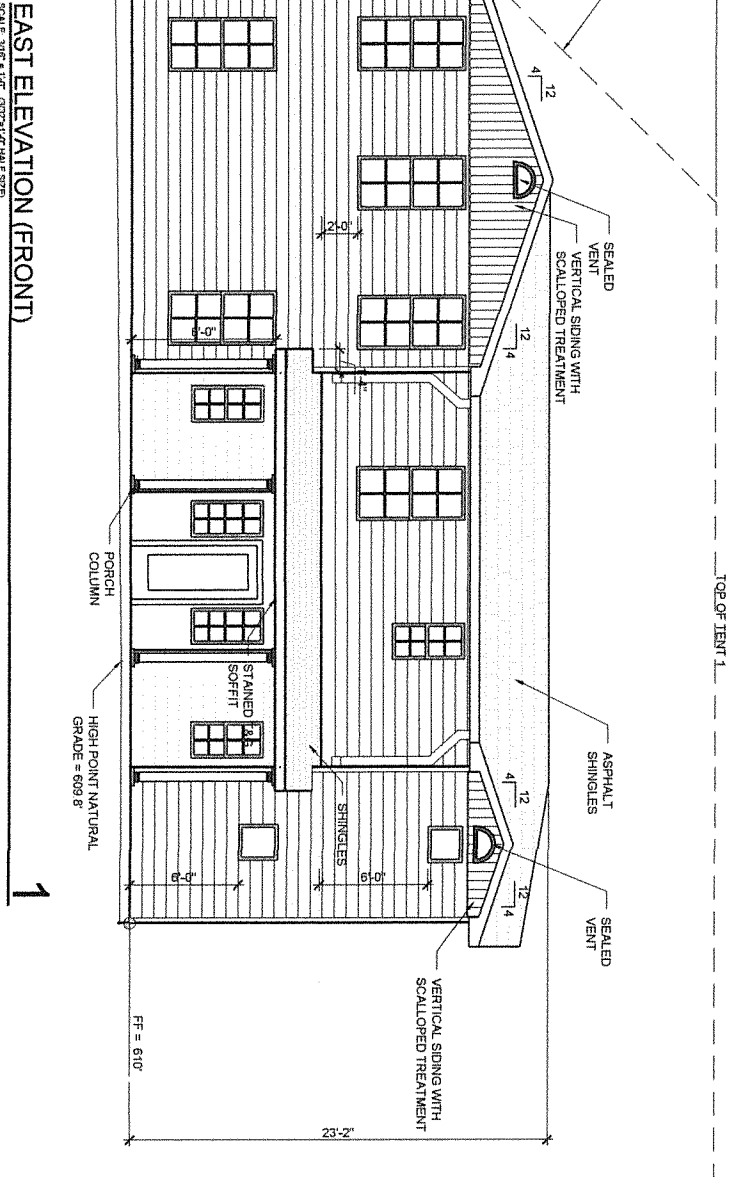 TOP OF TENT 1
12
4
SEALED
VENT
VERTICAL SIDING WITH
SCALLOPED TREATMENT
12
4
ASPHALT
SHINGLES
12
4
SEALED
VENT
12
4
VERTICAL SIDING WITH
SCALLOPED TREATMENT
2'-0"
4"
SHINGLES
6'-0"
6'-0"
23'-2"
STAINED T&G
SOFFIT
PORCH
COLUMN
HIGH POINT NATURAL
GRADE = 609.8'
FF = 610'
EAST ELEVATION (FRONT)
1